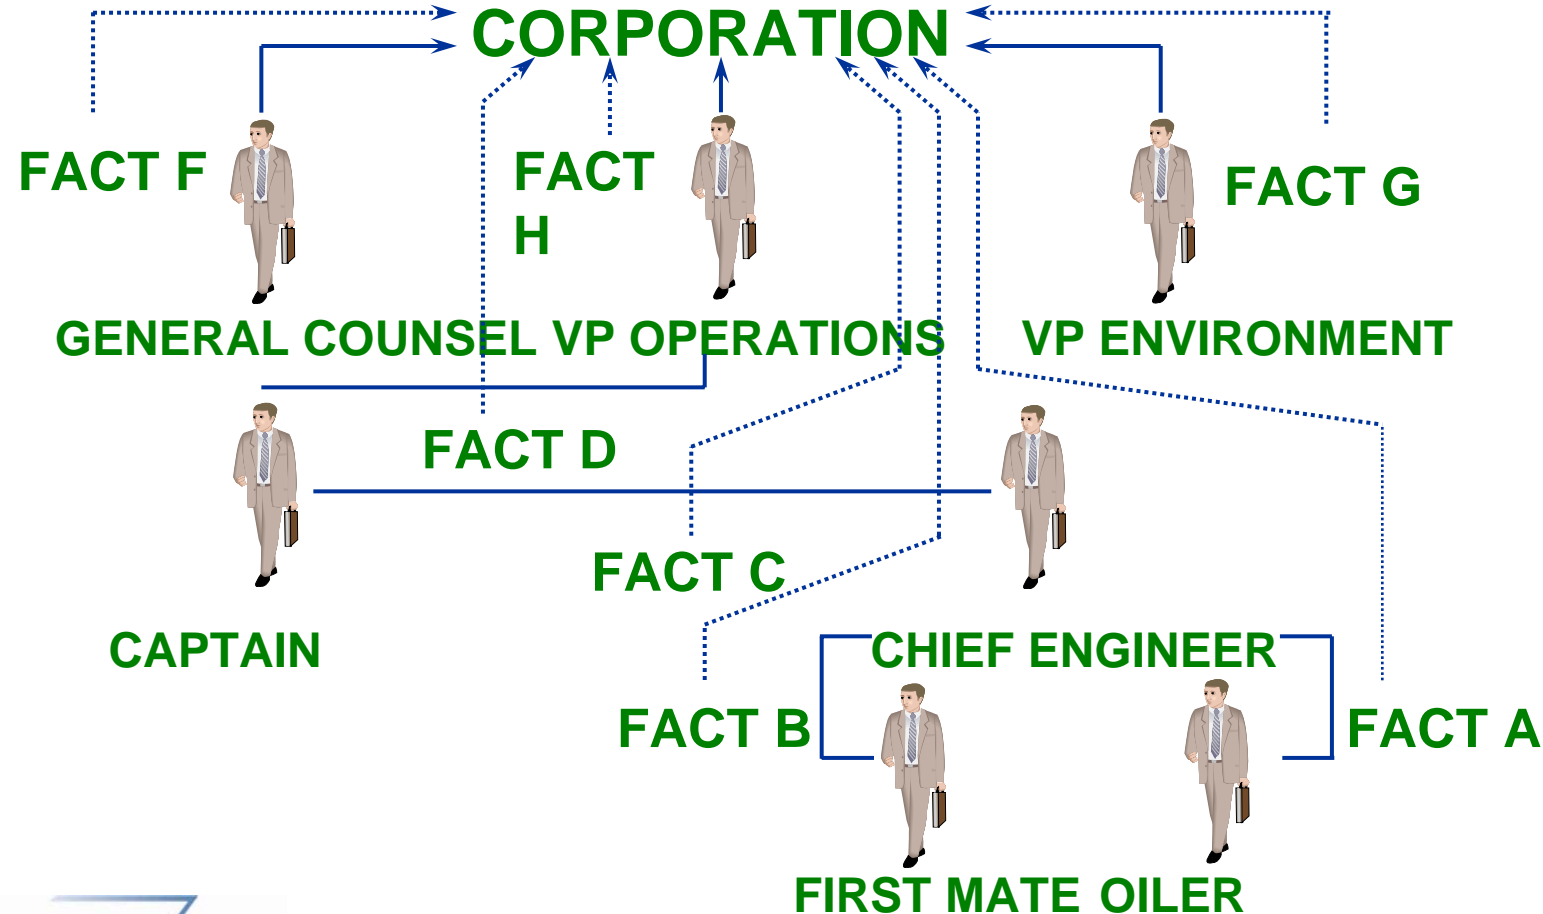 CORPORATION
FACT F
FACT
H
FACT G
GENERAL COUNSEL VP OPERATIONS VP ENVIRONMENT
FACT D
FACT C
CAPTAIN CHIEF ENGINEER
FACT B FACT A
FIRST MATE OILER